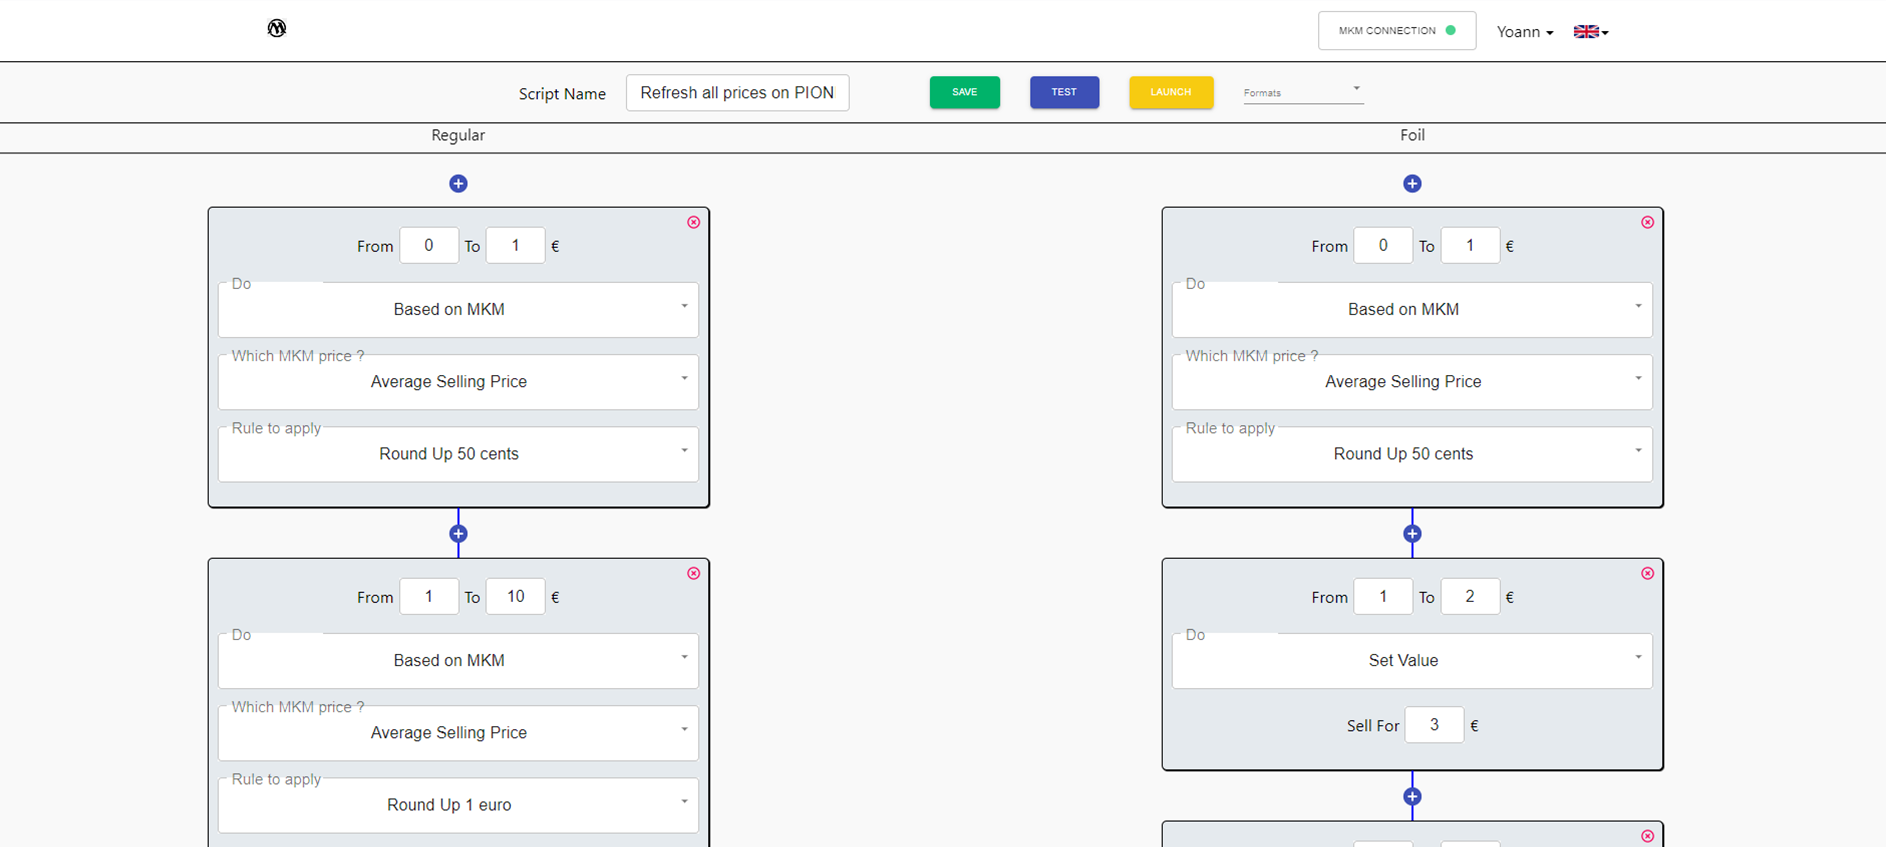 MKM CONNECTION Yoann
Script Name Refresh all prices on PION SAVE TEST LAUNCH Formats
Regular Foil
From 0 To 1 €
Do
Based on MKM
Which MKM price ?
Average Selling Price
Rule to apply
Round Up 50 cents
From 1 To 10 €
Do
Based on MKM
Which MKM price ?
Average Selling Price
Rule to apply
Round Up 1 euro
From 0 To 1 €
Do
Based on MKM
Which MKM price ?
Average Selling Price
Rule to apply
Round Up 50 cents
From 1 To 2 €
Do
Set Value
Sell For 3 €